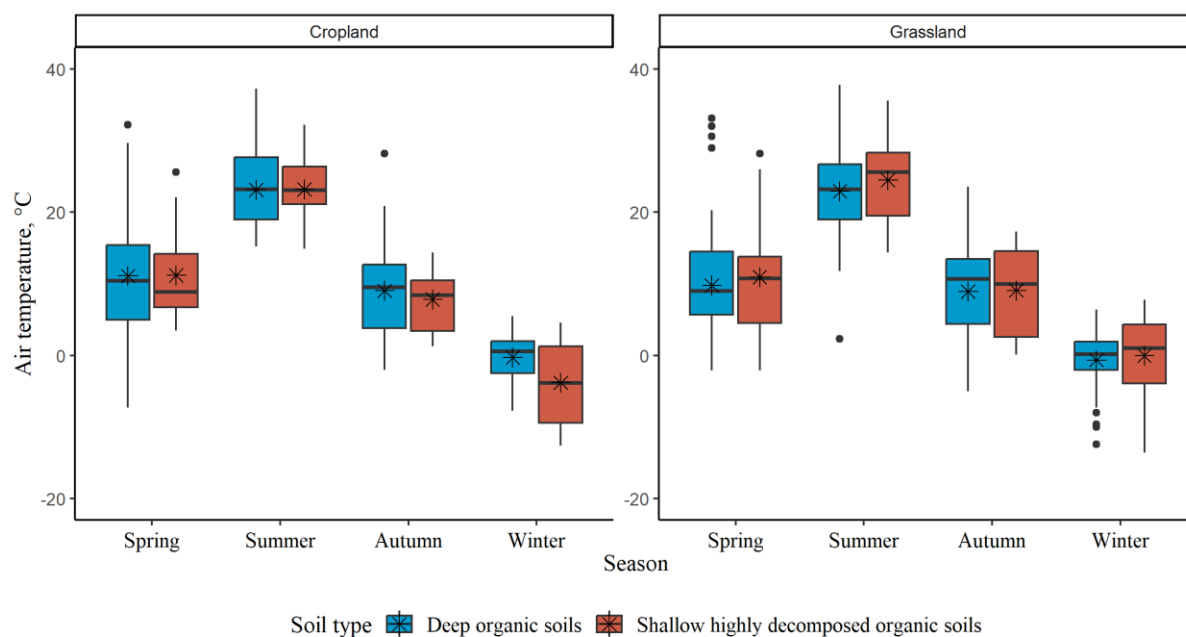 Cropland
Grassland
Air temperature, °C
40
20
0
-20
40
20
0
-20
Spring Summer Autumn Winter
Spring Summer Autumn Winter
Season
Soil type Deep organic soils Shallow highly decomposed organic soils